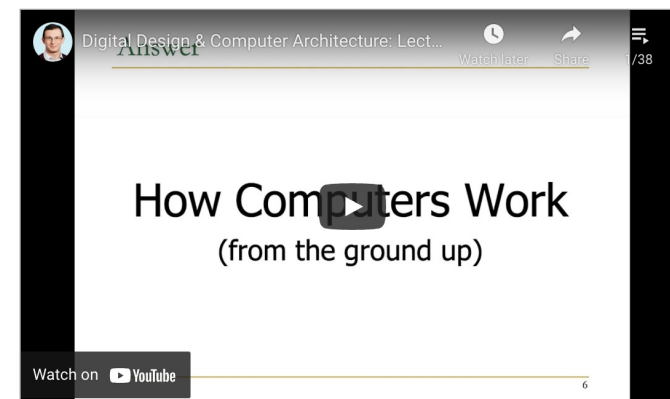 Digital Design & Computer Architecture: Lect...
Answer
Watch later
Share
1/38
How Computers Work
(from the ground up)
Watch on YouTube
6